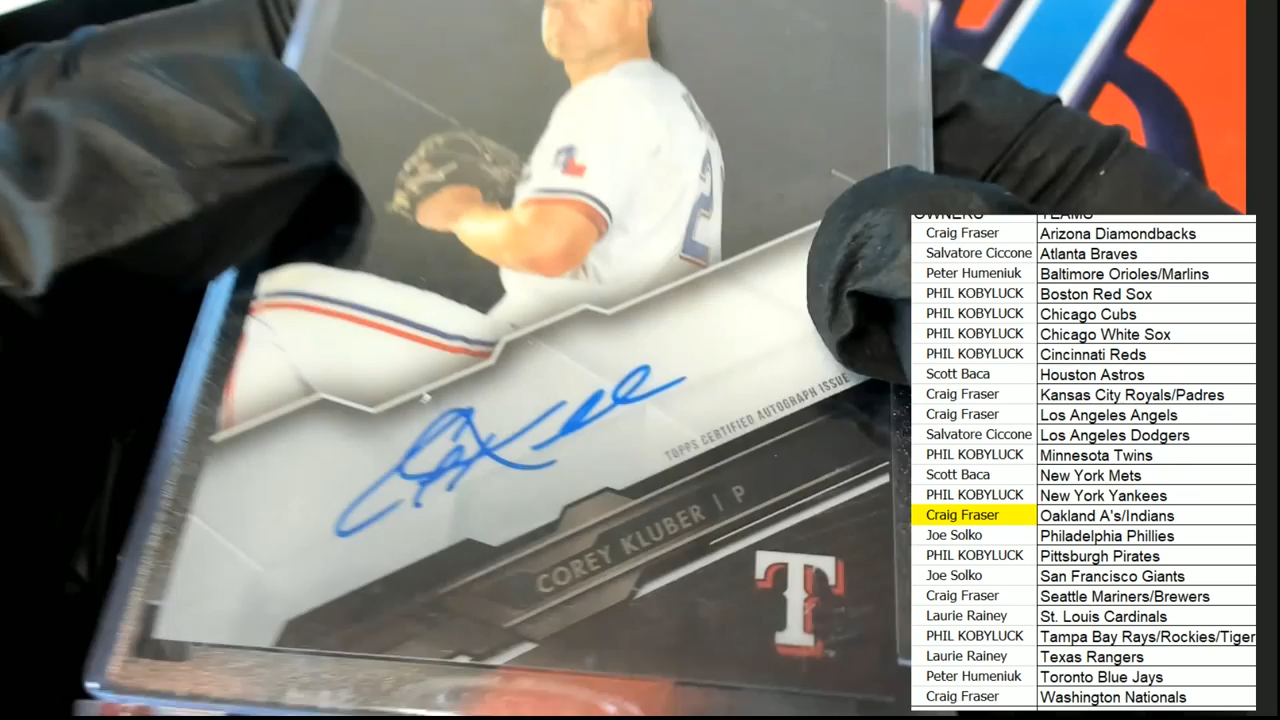 TOPPS CERTIFIED AUTOGRAPH ISSUE
COREY KLUBER | P
T
OWNERS TEAMS
Craig Fraser Arizona Diamondbacks
Salvatore Ciccone Atlanta Braves
Peter Humeniuk Baltimore Orioles/Marlins
PHIL KOBYLUCK Boston Red Sox
PHIL KOBYLUCK Chicago Cubs
PHIL KOBYLUCK Chicago White Sox
PHIL KOBYLUCK Cincinnati Reds
Scott Baca Houston Astros
Craig Fraser Kansas City Royals/Padres
Craig Fraser Los Angeles Angels
Salvatore Ciccone Los Angeles Dodgers
PHIL KOBYLUCK Minnesota Twins
Scott Baca New York Mets
PHIL KOBYLUCK New York Yankees
Craig Fraser Oakland A's/Indians
Joe Solko Philadelphia Phillies
PHIL KOBYLUCK Pittsburgh Pirates
Joe Solko San Francisco Giants
Craig Fraser Seattle Mariners/Brewers
Laurie Rainey St. Louis Cardinals
PHIL KOBYLUCK Tampa Bay Rays/Rockies/Tiger
Laurie Rainey Texas Rangers
Peter Humeniuk Toronto Blue Jays
Craig Fraser Washington Nationals